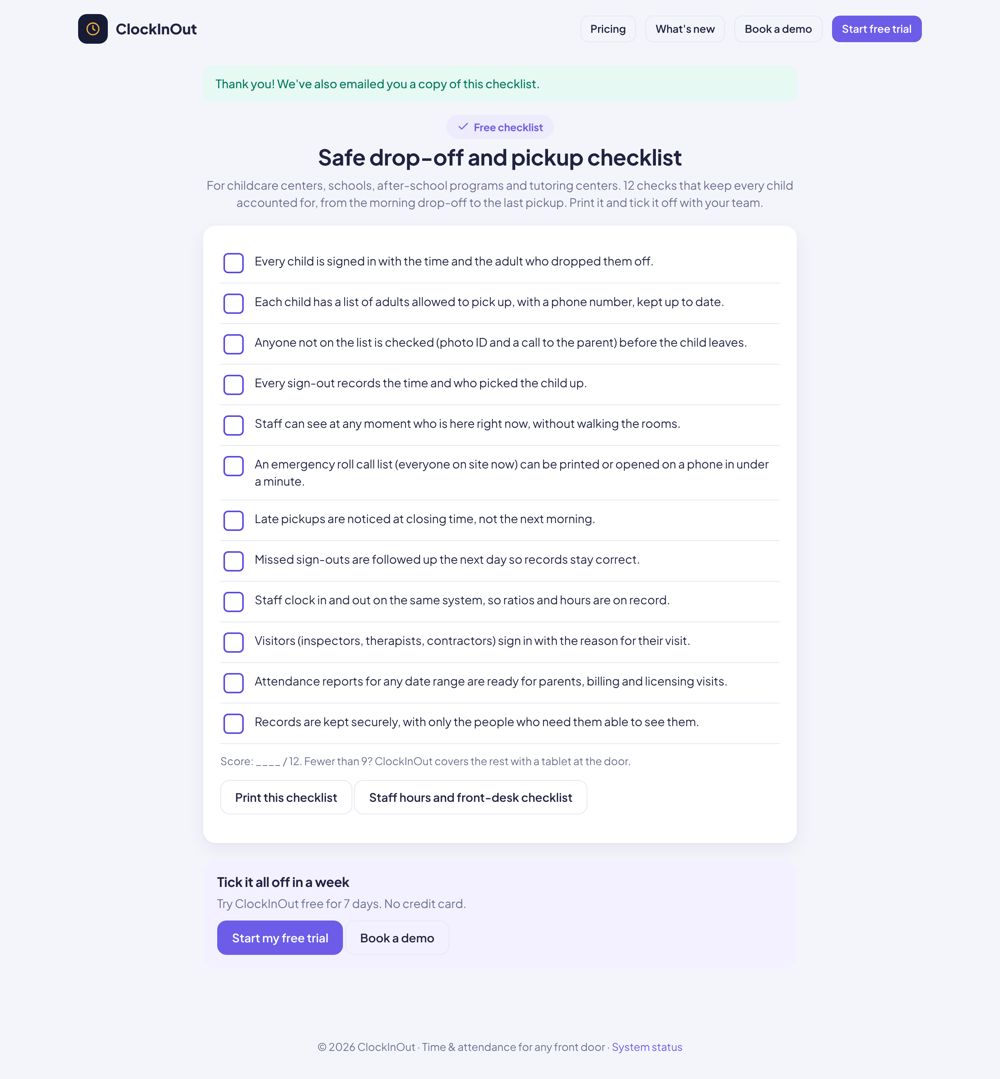 ClockInOut
Pricing
What's new
Book a demo
Start free trial
Thank you! We've also emailed you a copy of this checklist.
Free checklist
Safe drop-off and pickup checklist
For childcare centers, schools, after-school programs and tutoring centers. 12 checks that keep every child
accounted for, from the morning drop-off to the last pickup. Print it and tick it off with your team.
Every child is signed in with the time and the adult who dropped them off.
Each child has a list of adults allowed to pick up, with a phone number, kept up to date.
Anyone not on the list is checked (photo ID and a call to the parent) before the child leaves.
Every sign-out records the time and who picked the child up.
Staff can see at any moment who is here right now, without walking the rooms.
An emergency roll call list (everyone on site now) can be printed or opened on a phone in under
a minute.
Late pickups are noticed at closing time, not the next morning.
Missed sign-outs are followed up the next day so records stay correct.
Staff clock in and out on the same system, so ratios and hours are on record.
Visitors (inspectors, therapists, contractors) sign in with the reason for their visit.
Attendance reports for any date range are ready for parents, billing and licensing visits.
Records are kept securely, with only the people who need them able to see them.
Score: ____ / 12. Fewer than 9? ClockInOut covers the rest with a tablet at the door.
Print this checklist
Staff hours and front-desk checklist
Tick it all off in a week
Try ClockInOut free for 7 days. No credit card.
Start my free trial
Book a demo
© 2026 ClockInOut · Time & attendance for any front door · System status